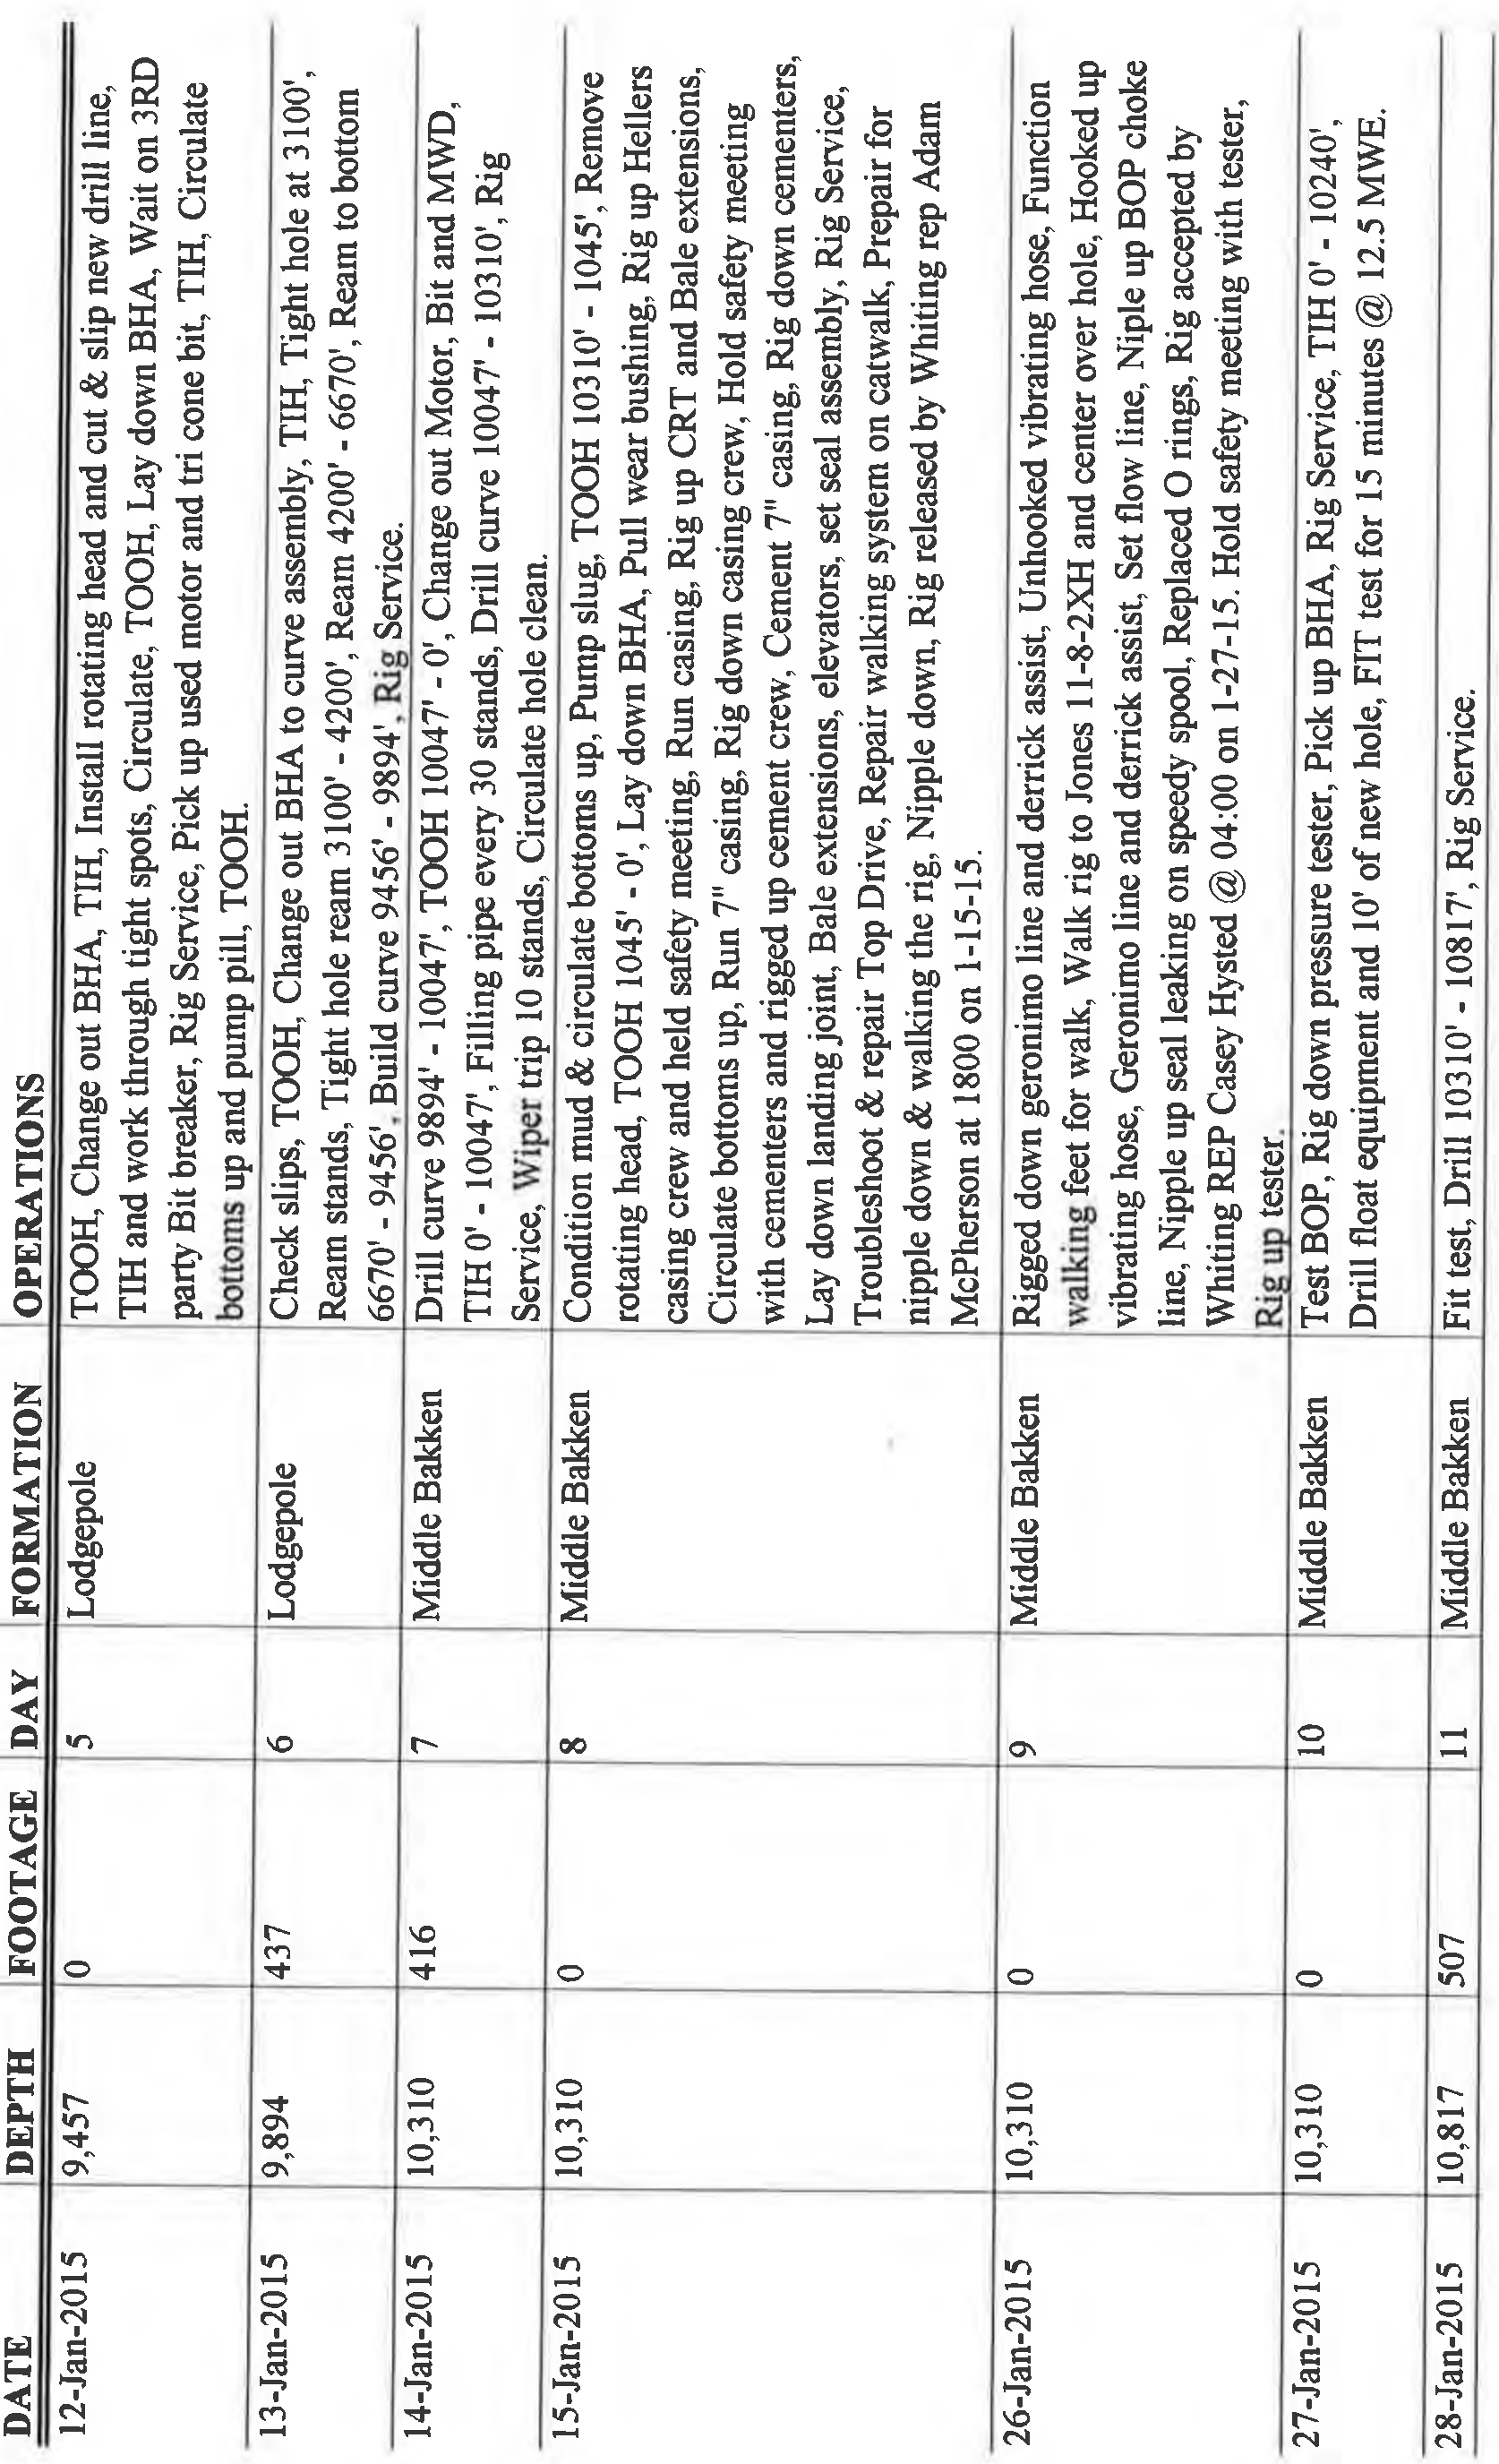 DATE DEPTH FOOTAGE DAY FORMATION OPERATIONS
12-Jan-2015 9,457 0 5 Lodgepole TOOH, Change out BHA, TIH, Install rotating head and cut & slip new drill line,
TIH and work through tight spots, Circulate, TOOH, Lay down BHA, Wait on 3RD
party Bit breaker, Rig Service, Pick up used motor and tri cone bit, TIH, Circulate
bottoms up and pump pill, TOOH.
13-Jan-2015 9,894 437 6 Lodgepole Check slips, TOOH, Change out BHA to curve assembly, TIH, Tight hole at 3100',
Ream stands, Tight hole ream 3100' - 4200', Ream 4200' - 6670', Ream to bottom
6670' - 9456', Build curve 9456' - 9894', Rig Service.
14-Jan-2015 10,310 416 7 Middle Bakken Drill curve 9894' - 10047', TOOH 10047' - 0', Change out Motor, Bit and MWD,
TIH 0' - 10047', Filling pipe every 30 stands, Drill curve 10047' - 10310', Rig
Service, Wiper trip 10 stands, Circulate hole clean.
15-Jan-2015 10,310 0 8 Middle Bakken Condition mud & circulate bottoms up, Pump slug, TOOH 10310' - 1045', Remove
rotating head, TOOH 1045' - 0', Lay down BHA, Pull wear bushing, Rig up Hellers
casing crew and held safety meeting, Run casing, Rig up CRT and Bale extensions,
Circulate bottoms up, Run 7" casing, Rig down casing crew, Hold safety meeting
with cementers and rigged up cement crew, Cement 7" casing, Rig down cementers,
Lay down landing joint, Bale extensions, elevators, set seal assembly, Rig Service,
Troubleshoot & repair Top Drive, Repair walking system on catwalk, Prepair for
nipple down & walking the rig, Nipple down, Rig released by Whiting rep Adam
McPherson at 1800 on 1-15-15.
26-Jan-2015 10,310 0 9 Middle Bakken Rigged down geronimo line and derrick assist, Unhooked vibrating hose, Function
walking feet for walk, Walk rig to Jones 11-8-2XH and center over hole, Hooked up
vibrating hose, Geronimo line and derrick assist, Set flow line, Niple up BOP choke
line, Nipple up seal leaking on speedy spool, Replaced O rings, Rig accepted by
Whiting REP Casey Hysted @ 04:00 on 1-27-15. Hold safety meeting with tester,
Rig up tester.
27-Jan-2015 10,310 0 10 Middle Bakken Test BOP, Rig down pressure tester, Pick up BHA, Rig Service, TIH 0' - 10240',
Drill float equipment and 10' of new hole, FIT test for 15 minutes @ 12.5 MWE.
28-Jan-2015 10,817 507 11 Middle Bakken Fit test, Drill 10310' - 10817', Rig Service.